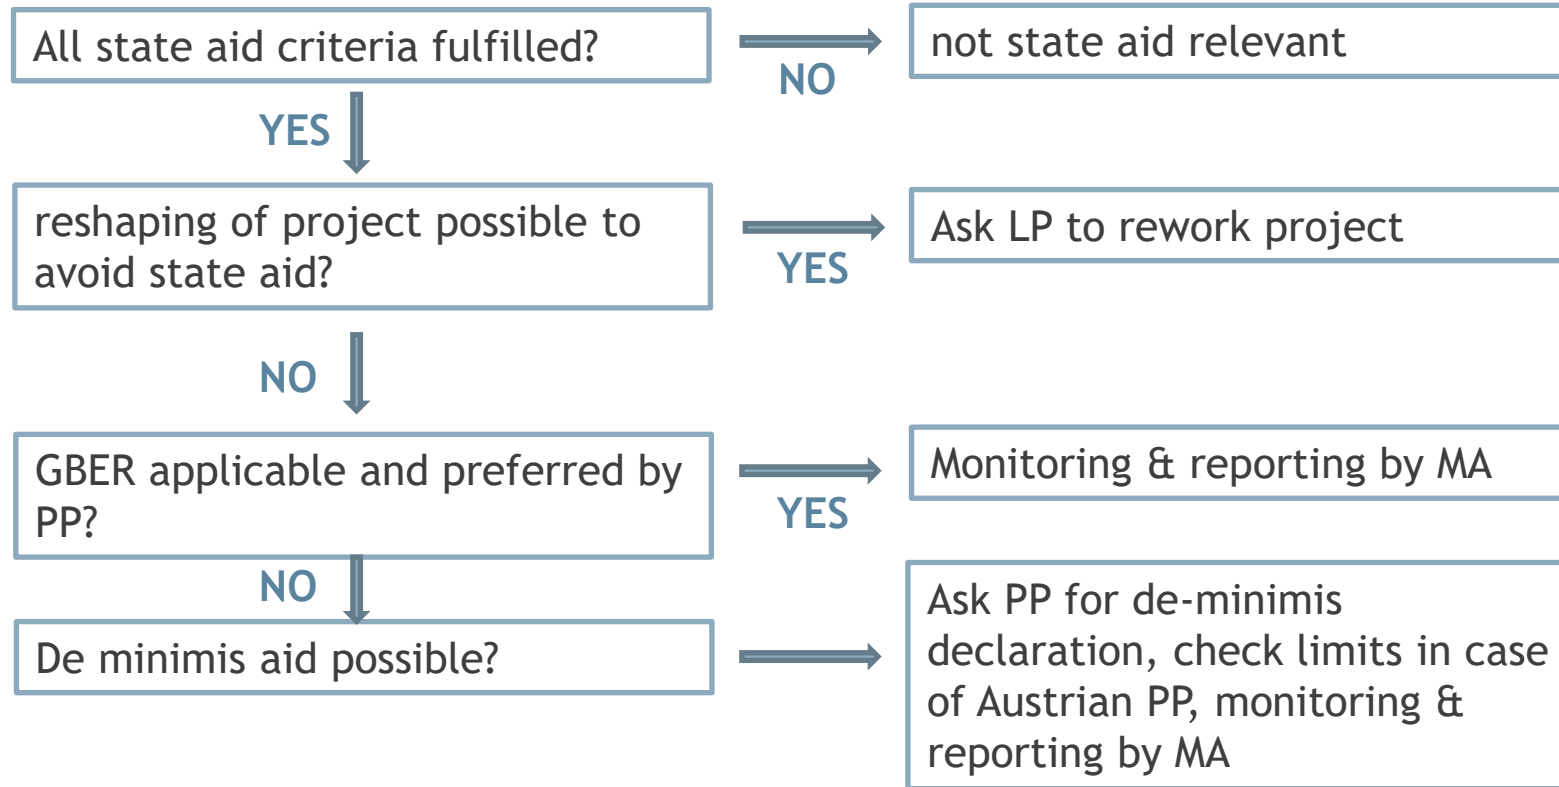 All state aid criteria fulfilled?
NO
not state aid relevant
YES
reshaping of project possible to
avoid state aid?
YES
Ask LP to rework project
NO
GBER applicable and preferred by
PP?
YES
Monitoring & reporting by MA
NO
De minimis aid possible?
Ask PP for de-minimis
declaration, check limits in case
of Austrian PP, monitoring &
reporting by MA